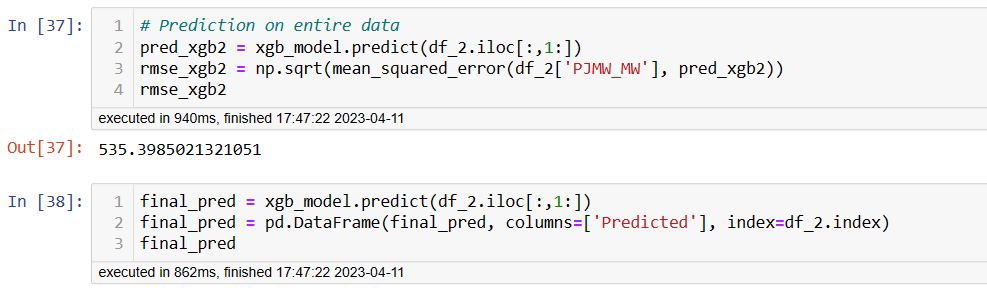 In [37]:
1 # Prediction on entire data
2 pred_xgb2 = xgb_model.predict(df_2.iloc[:,1:])
3 rmse_xgb2 = np.sqrt(mean_squared_error(df_2['PJMW_MW'], pred_xgb2))
4 rmse_xgb2
executed in 940ms, finished 17:47:22 2023-04-11
Out[37]: 535.3985021321051
In [38]:
1 final_pred = xgb_model.predict(df_2.iloc[:,1:])
2 final_pred = pd.DataFrame(final_pred, columns=['Predicted'], index=df_2.index)
3 final_pred
executed in 862ms, finished 17:47:22 2023-04-11